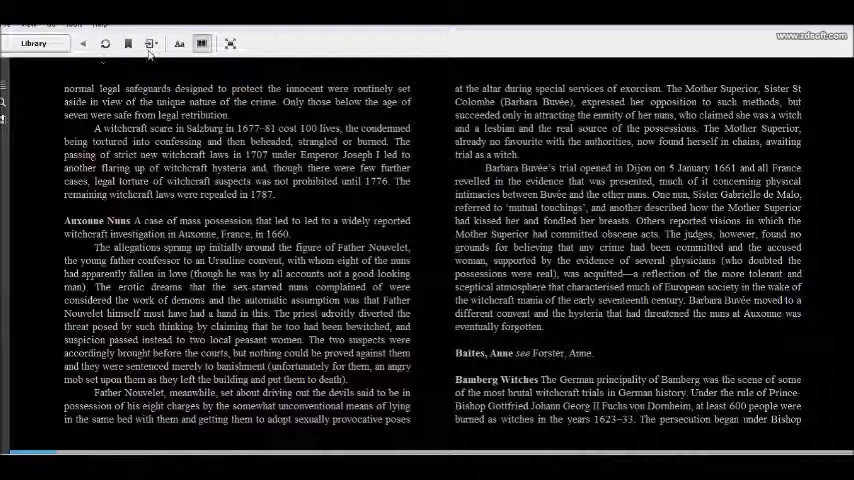 Library
Aa
www.zdsoft.com
normal legal safeguards designed to protect the innocent were routinely set
aside in view of the unique nature of the crime. Only those below the age of
seven were safe from legal retribution.
A witchcraft scare in Salzburg in 1677–81 cost 100 lives, the condemned
being tortured into confessing and then beheaded, strangled or burned. The
passing of strict new witchcraft laws in 1707 under Emperor Joseph I led to
another flaring up of witchcraft hysteria and, though there were few further
cases, legal torture of witchcraft suspects was not prohibited until 1776. The
remaining witchcraft laws were repealed in 1787.
Auxonne Nuns A case of mass possession that led to led to a widely reported
witchcraft investigation in Auxonne, France, in 1660.
The allegations sprang up initially around the figure of Father Nouvelet,
the young father confessor to an Ursuline convent, with whom eight of the nuns
had apparently fallen in love (though he was by all accounts not a good-looking
man). The erotic dreams that the sex-starved nuns complained of were
considered the work of demons and the automatic assumption was that Father
Nouvelet himself must have had a hand in this. The priest adroitly diverted the
threat posed by such thinking by claiming that he too had been bewitched, and
suspicion passed instead to two local peasant women. The two suspects were
accordingly brought before the courts, but nothing could be proved against them
and they were sentenced merely to banishment (unfortunately for them, an angry
mob set upon them as they left the building and put them to death).
Father Nouvelet, meanwhile, set about driving out the devils said to be in
possession of his eight charges by the somewhat unconventional means of lying
in the same bed with them and getting them to adopt sexually provocative poses
at the altar during special services of exorcism. The Mother Superior, Sister St
Colombe (Barbara Buvée), expressed her opposition to such methods, but
succeeded only in attracting the enmity of her nuns, who claimed she was a witch
and a lesbian and the real source of the possessions. The Mother Superior,
already no favourite with the authorities, now found herself in chains, awaiting
trial as a witch.
Barbara Buvée's trial opened in Dijon on 5 January 1661 and all France
revelled in the evidence that was presented, much of it concerning physical
intimacies between Buvée and the other nuns. One nun, Sister Gabrielle de Malo,
referred to ‘mutual touchings’, and another described how the Mother Superior
had kissed her and fondled her breasts. Others reported visions in which the
Mother Superior had committed obscene acts. The judges, however, found no
grounds for believing that any crime had been committed and the accused
woman, supported by the evidence of several physicians (who doubted the
possessions were real), was acquitted—a reflection of the more tolerant and
sceptical atmosphere that characterised much of European society in the wake of
the witchcraft mania of the early seventeenth century. Barbara Buvée moved to a
different convent and the hysteria that had threatened the nuns at Auxonne was
eventually forgotten.
Baites, Anne see Forster, Anne.
Bamberg Witches The German principality of Bamberg was the scene of some
of the most brutal witchcraft trials in German history. Under the rule of Prince-
Bishop Gottfried Johann Georg II Fuchs von Dornheim, at least 600 people were
burned as witches in the years 1623–33. The persecution began under Bishop